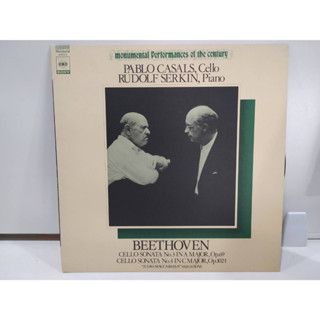 monumental Performances of the century
PABLO CASALS, Cello
RUDOLF SERKIN, Piano
BEETHOVEN
CELLO SONATA No.3 IN A MAJOR, Op.69
CELLO SONATA No.4 IN C MAJOR, Op.102-1